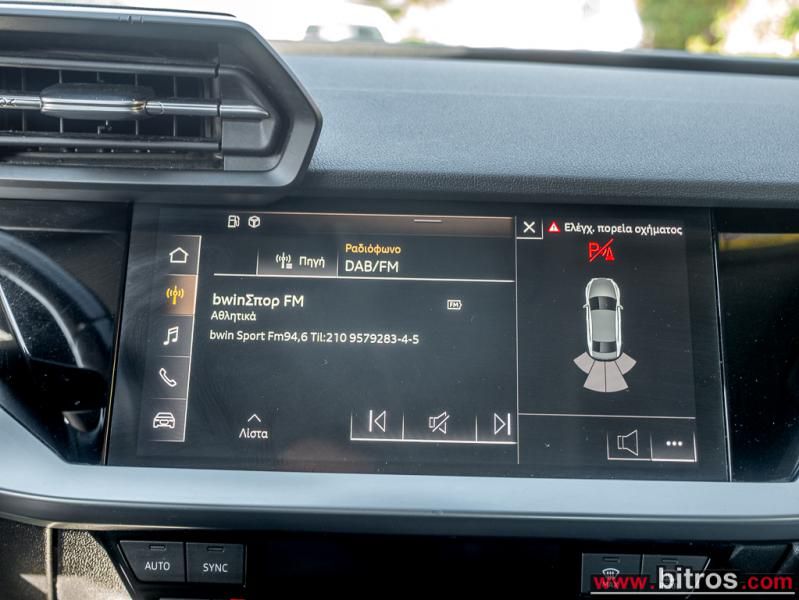 Πηγή
Ραδιόφωνο
DAB/FM
bwinΣπορ FM
FM
Αθλητικά
bwin Sport Fm94,6 Til:210 9579283-4-5
Λίστα
Ελέγχ. πορεία οχήματος
AUTO
SYNC
www.bitros.com